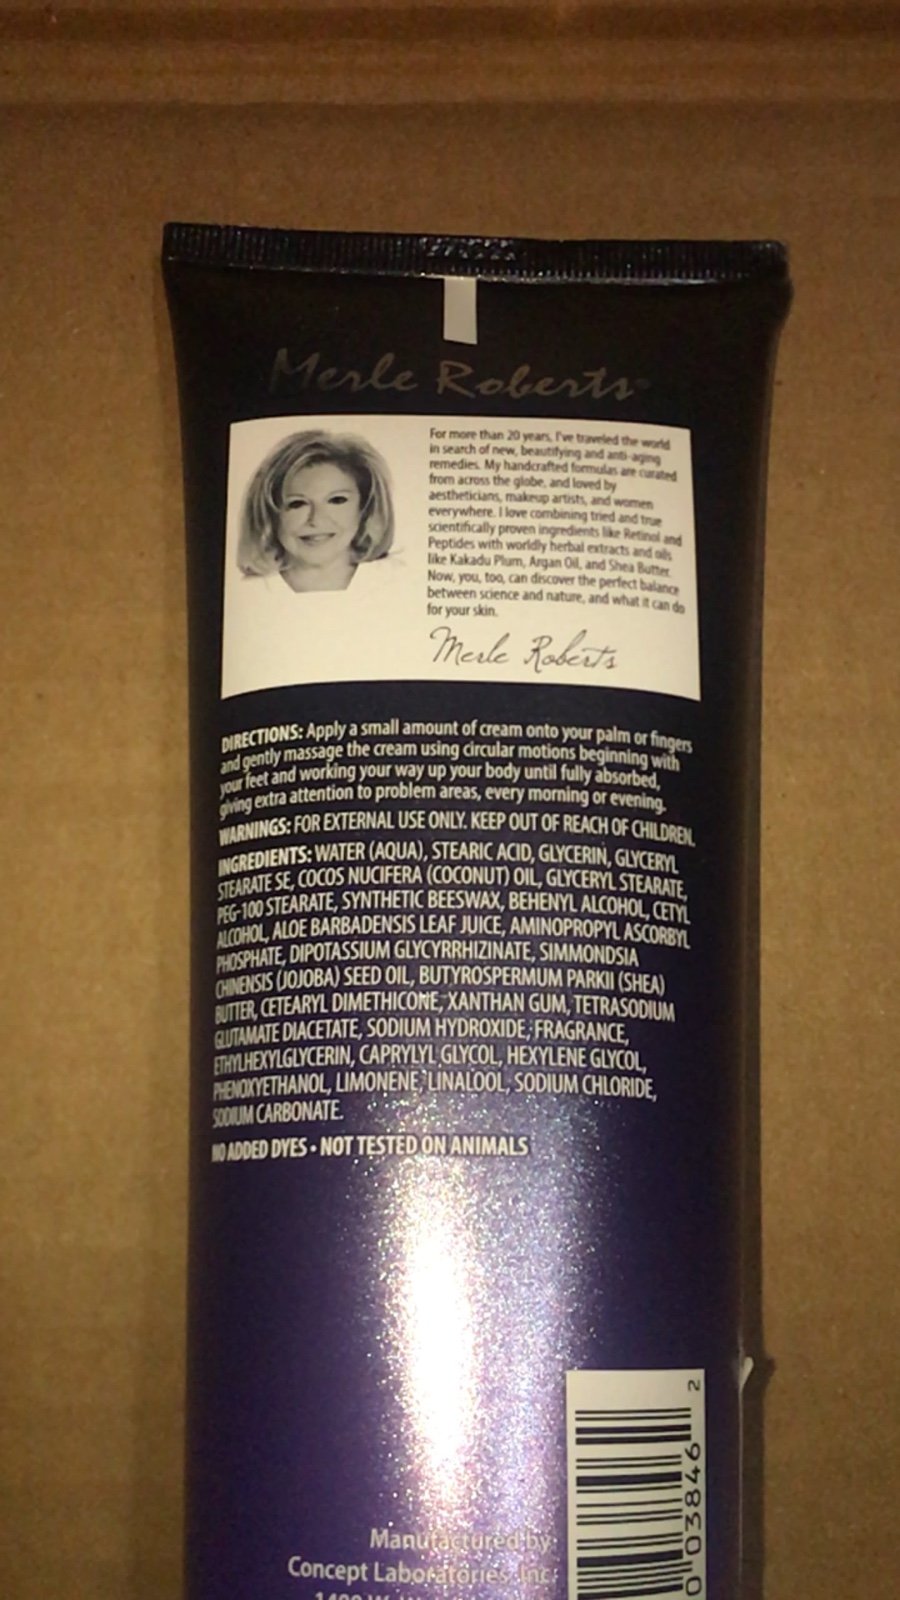 Merle Roberts
For more than 20 years, I've traveled the world
in search of new, beautifying and anti-aging
remedies. My handcrafted formulas are curated
from across the globe, and loved by
aestheticians, makeup artists, and women
everywhere. I love combining tried and true
scientifically proven ingredients like Retinol and
Peptides with worldly herbal extracts and oils
like Kakadu Plum, Argan Oil, and Shea Butter.
Now, you, too, can discover the perfect balance
between science and nature, and what it can do
for your skin.
Merle Roberts
DIRECTIONS: Apply a small amount of cream onto your palm or fingers
and gently massage the cream using circular motions beginning with
your feet and working your way up your body until fully absorbed,
giving extra attention to problem areas, every morning or evening.
WARNINGS: FOR EXTERNAL USE ONLY. KEEP OUT OF REACH OF CHILDREN.
INGREDIENTS: WATER (AQUA), STEARIC ACID, GLYCERIN, GLYCERYL
STEARATE SE, COCOS NUCIFERA (COCONUT) OIL, GLYCERYL STEARATE,
PEG-100 STEARATE, SYNTHETIC BEESWAX, BEHENYL ALCOHOL, CETYL
ALCOHOL, ALOE BARBADENSIS LEAF JUICE, AMINOPROPYL ASCORBYL
PHOSPHATE, DIPOTASSIUM GLYCYRRHIZINATE, SIMMONDSIA
CHINENSIS (JOJOBA) SEED OIL, BUTYROSPERMUM PARKII (SHEA)
BUTTER, CETEARYL DIMETHICONE, XANTHAN GUM, TETRASODIUM
GLUTAMATE DIACETATE, SODIUM HYDROXIDE, FRAGRANCE,
ETHYLHEXYLGLYCERIN, CAPRYLYL GLYCOL, HEXYLENE GLYCOL,
PHENOXYETHANOL, LIMONENE, LINALOOL, SODIUM CHLORIDE,
SODIUM CARBONATE.
NO ADDED DYES • NOT TESTED ON ANIMALS
Manufactured by:
Concept Laboratories, Inc.
0 03846 2